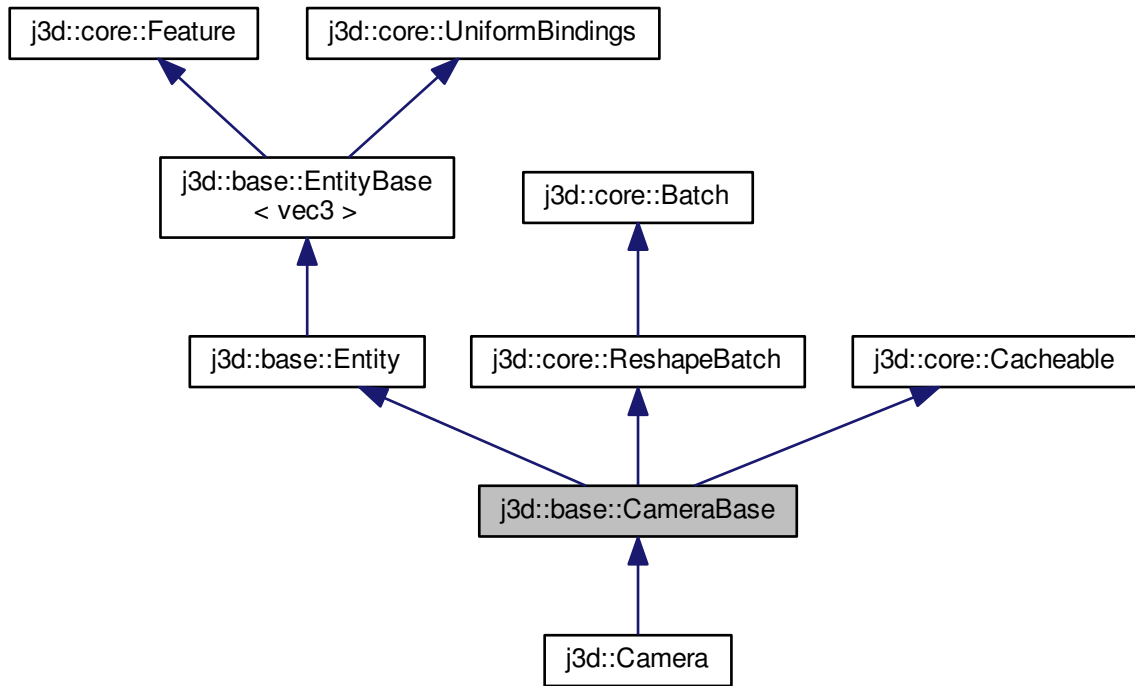 j3d::core::Feature
j3d::core::UniformBindings
j3d::base::EntityBase
< vec3 >
j3d::core::Batch
j3d::base::Entity
j3d::core::ReshapeBatch
j3d::core::Cacheable
j3d::base::CameraBase
j3d::Camera